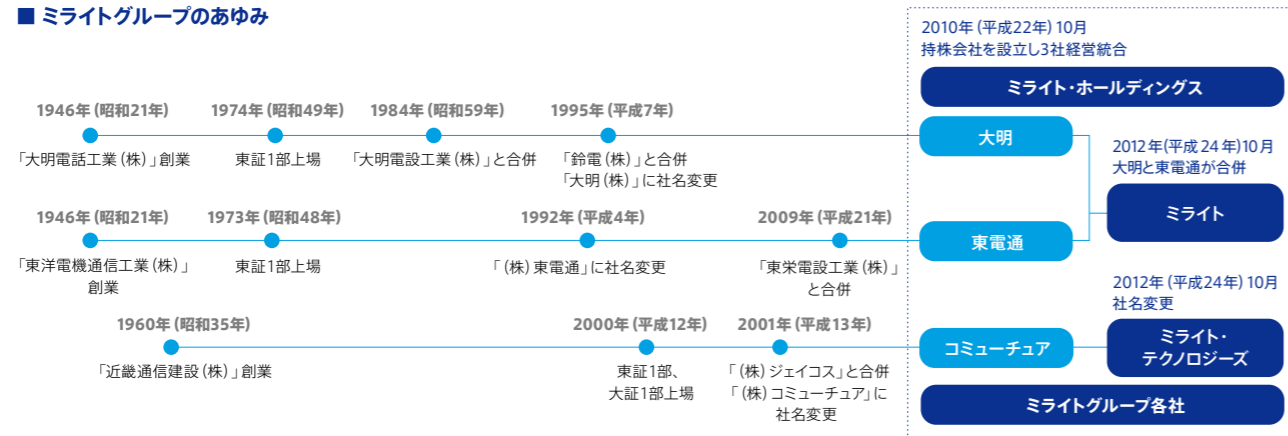 ■ ミライトグループのあゆみ
2010年(平成22年)10月
持株会社を設立し3社経営統合
ミライト・ホールディングス
1946年(昭和21年)
「大明電話工業(株)」創業
1974年(昭和49年)
東証1部上場
1984年(昭和59年)
「大明電設工業(株)」と合併
1995年(平成7年)
「鈴電(株)」と合併
「大明(株)」に社名変更
大明
1946年(昭和21年)
「東洋電機通信工業(株)」
創業
1973年(昭和48年)
東証1部上場
1992年(平成4年)
「(株)東電通」に社名変更
2009年(平成21年)
「東栄電設工業(株)」
と合併
東電通
2012年(平成24年)10月
大明と東電通が合併
ミライト
1960年(昭和35年)
「近畿通信建設(株)」創業
2000年(平成12年)
東証1部、
大証1部上場
2001年(平成13年)
「(株)ジェイコス」と合併
「(株)コミューチュア」に
社名変更
コミューチュア
2012年(平成24年)10月
社名変更
ミライト・
テクノロジーズ
ミライトグループ各社